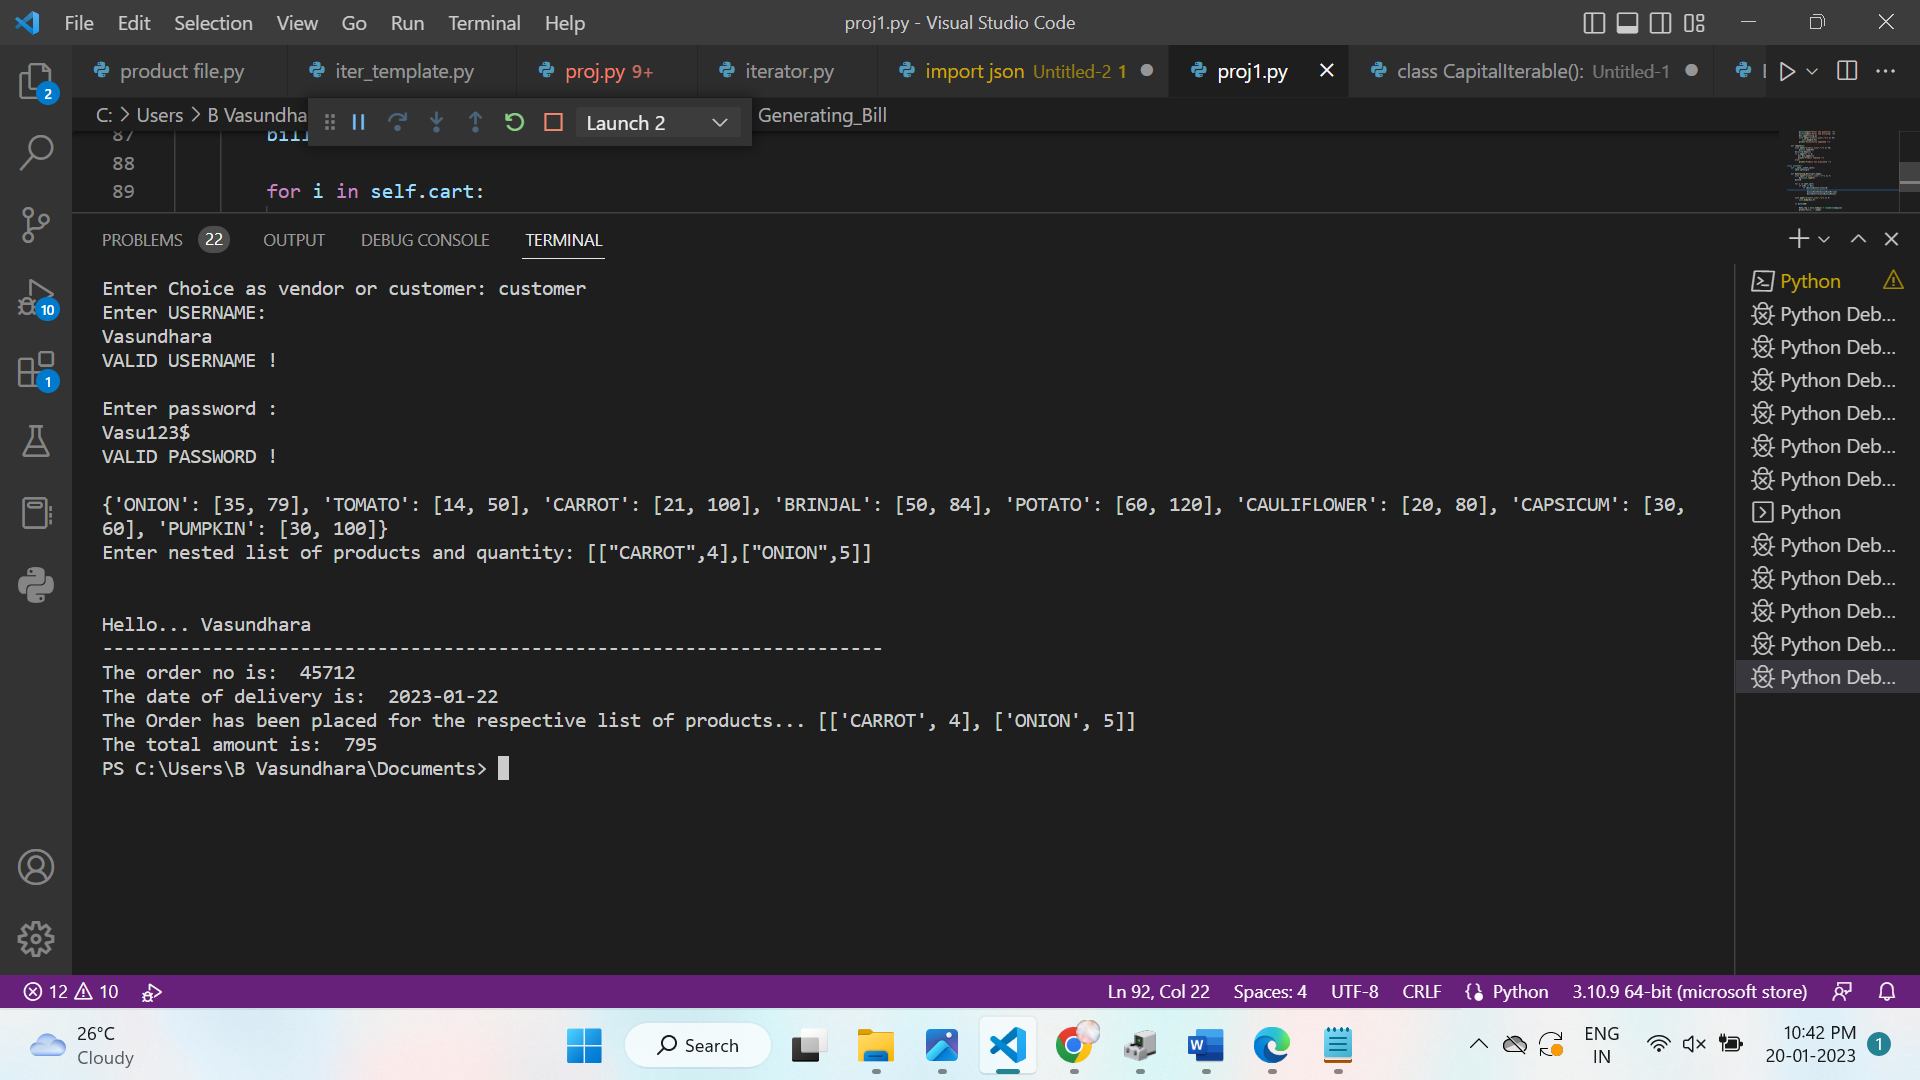 File Edit Selection View Go Run Terminal Help
proj1.py - Visual Studio Code
product file.py iter_template.py proj.py 9+ iterator.py import json Untitled-2 1 proj1.py class CapitalIterable(): Untitled-1
C: > Users > B Vasundha
Launch 2
Generating_Bill
87 bill
88
89 for i in self.cart:
PROBLEMS 22 OUTPUT DEBUG CONSOLE TERMINAL
Enter Choice as vendor or customer: customer
Enter USERNAME:
Vasundhara
VALID USERNAME !
Enter password :
Vasu123$
VALID PASSWORD !
{'ONION': [35, 79], 'TOMATO': [14, 50], 'CARROT': [21, 100], 'BRINJAL': [50, 84], 'POTATO': [60, 120], 'CAULIFLOWER': [20, 80], 'CAPSICUM': [30,
60], 'PUMPKIN': [30, 100]}
Enter nested list of products and quantity: [["CARROT",4],["ONION",5]]
Hello... Vasundhara
-----------------------------------------------------------------------
The order no is:  45712
The date of delivery is:  2023-01-22
The Order has been placed for the respective list of products... [['CARROT', 4], ['ONION', 5]]
The total amount is:  795
PS C:\Users\B Vasundhara\Documents>
Python
Python Deb...
Python Deb...
Python Deb...
Python Deb...
Python Deb...
Python Deb...
Python
Python Deb...
Python Deb...
Python Deb...
Python Deb...
Python Deb...
2
10
1
12 10
Ln 92, Col 22 Spaces: 4 UTF-8 CRLF Python 3.10.9 64-bit (microsoft store)
26°C
Cloudy
Search
ENG
IN
10:42 PM
20-01-2023
1